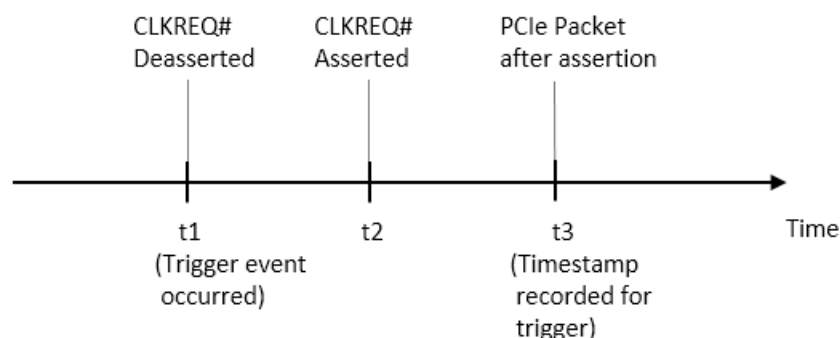 CLKREQ#
Deasserted
CLKREQ#
Asserted
PCIe Packet
after assertion
t1
(Trigger event
occurred)
t2
t3
(Timestamp
recorded for
trigger)
Time